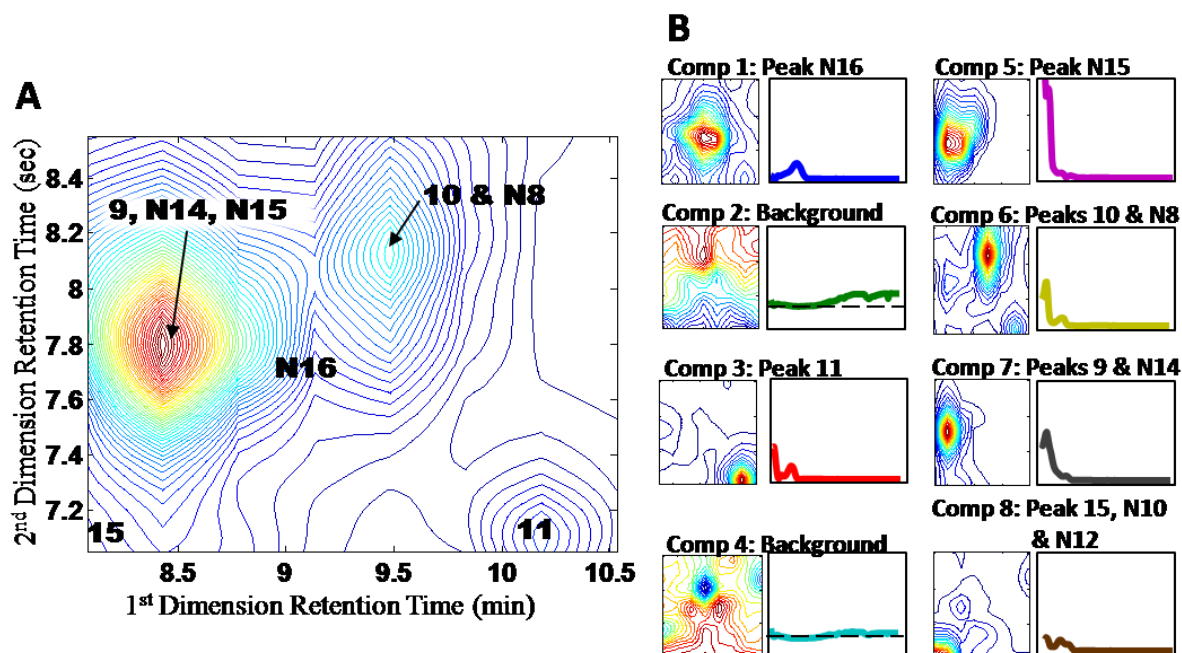 A
2nd Dimension Retention Time (sec)
8.4
8.2
8
7.8
7.6
7.4
7.2
9, N14, N15
10 & N8
N16
15
11
8.5 9 9.5 10 10.5
1st Dimension Retention Time (min)
B
Comp 1: Peak N16
Comp 5: Peak N15
Comp 2: Background
Comp 6: Peaks 10 & N8
Comp 3: Peak 11
Comp 7: Peaks 9 & N14
Comp 4: Background
Comp 8: Peak 15, N10
& N12